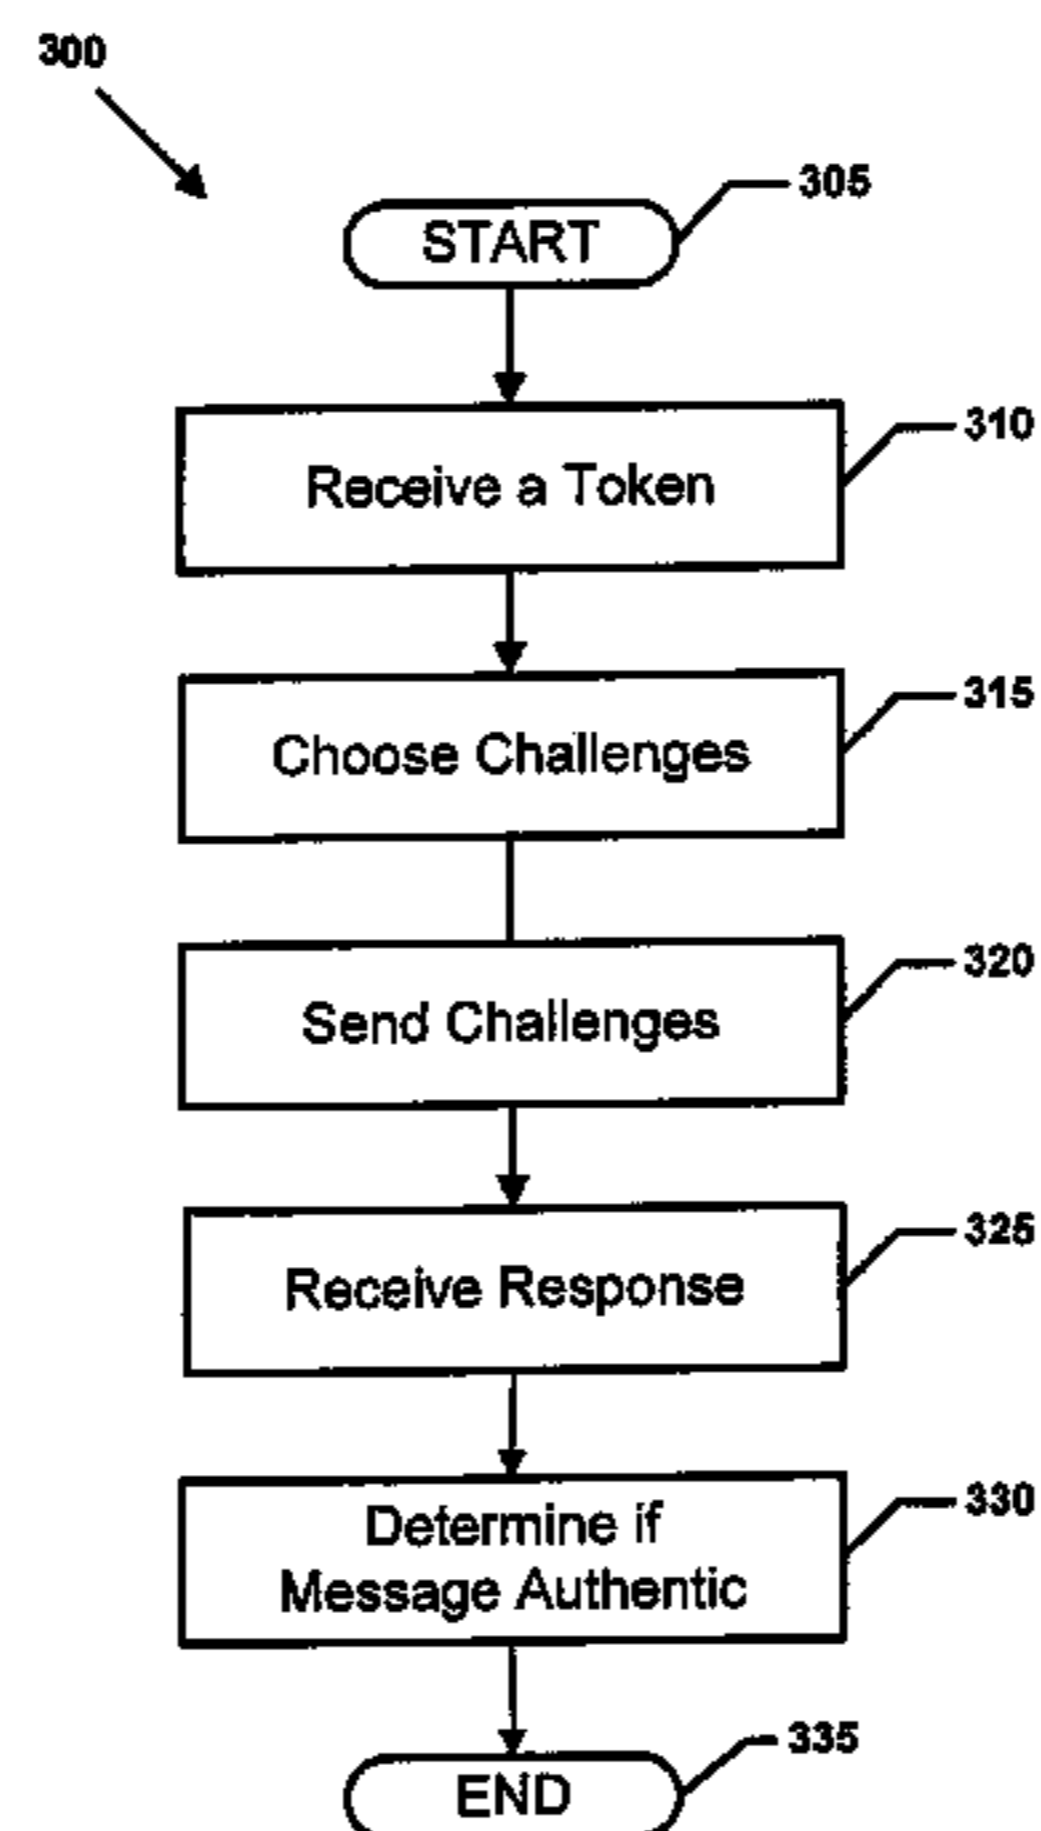 300
305
START
310
Receive a Token
315
Choose Challenges
320
Send Challenges
325
Receive Response
330
Determine if
Message Authentic
335
END